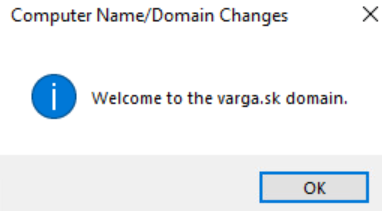 Computer Name/Domain Changes
Welcome to the varga.sk domain.
OK